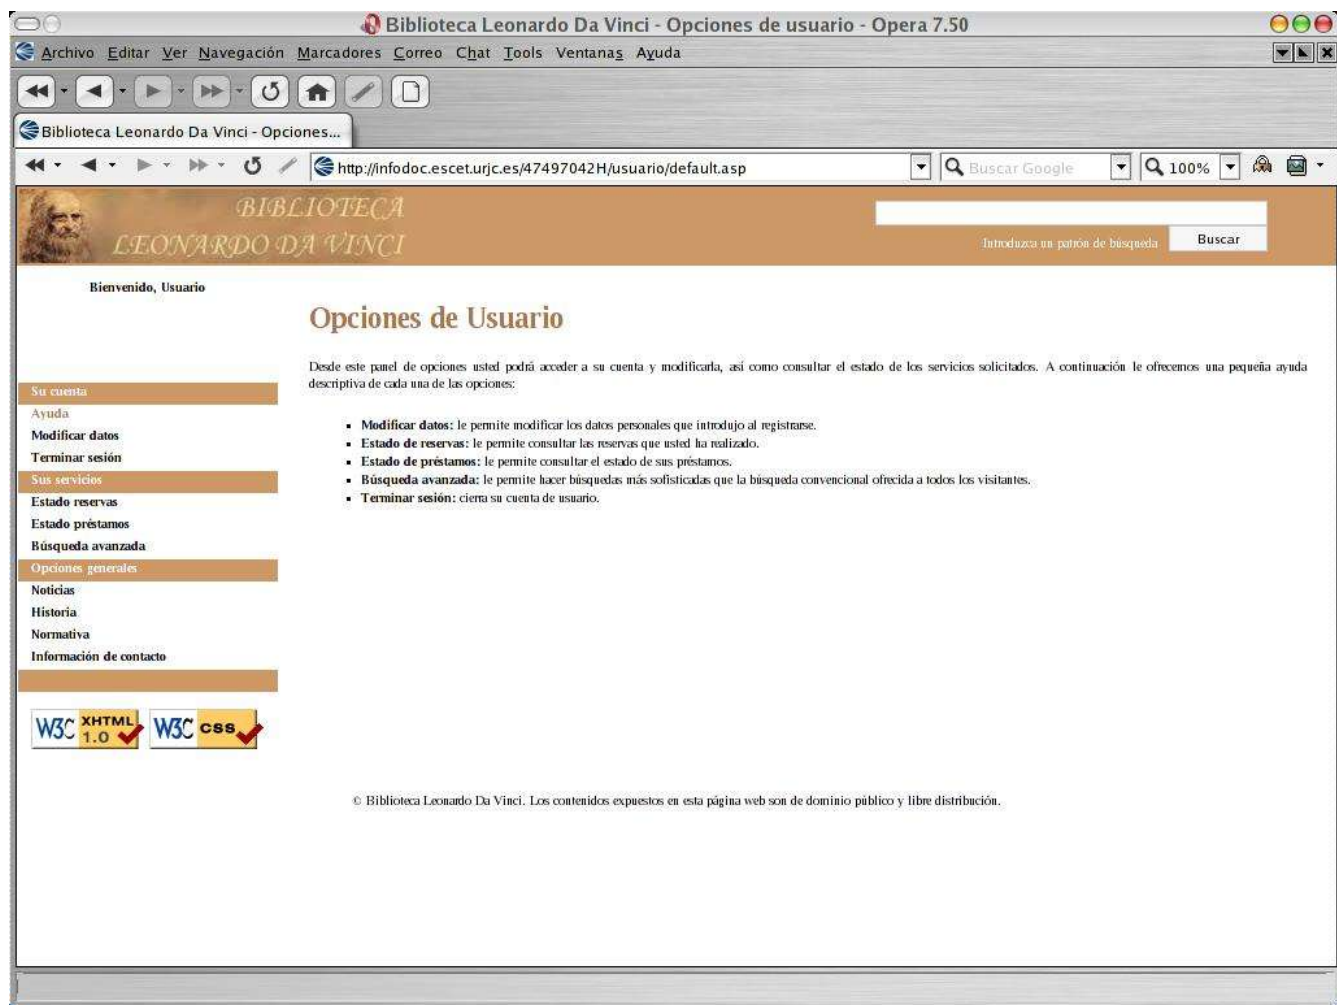 Biblioteca Leonardo Da Vinci - Opciones de usuario - Opera 7.50
Archivo Editar Ver Navegación Marcadores Correo Chat Tools Ventanas Ayuda
Biblioteca Leonardo Da Vinci - Opciones...
http://infodoc.escet.urjc.es/47497042H/usuario/default.asp
Buscar Google
100%
BIBLIOTECA
LEONARDO DA VINCI
Introduzca un patrón de búsqueda
Buscar
Bienvenido, Usuario
Su cuenta
Ayuda
Modificar datos
Terminar sesión
Sus servicios
Estado reservas
Estado préstamos
Búsqueda avanzada
Opciones generales
Noticias
Historia
Normativa
Información de contacto
W3C XHTML 1.0
W3C CSS
Opciones de Usuario
Desde este panel de opciones usted podrá acceder a su cuenta y modificarla, así como consultar el estado de los servicios solicitados. A continuación le ofrecemos una pequeña ayuda
descriptiva de cada una de las opciones:
Modificar datos: le permite modificar los datos personales que introdujo al registrarse.
Estado de reservas: le permite consultar las reservas que usted ha realizado.
Estado de préstamos: le permite consultar el estado de sus préstamos.
Búsqueda avanzada: le permite hacer búsquedas más sofisticadas que la búsqueda convencional ofrecida a todos los visitantes.
Terminar sesión: cierra su cuenta de usuario.
© Biblioteca Leonardo Da Vinci. Los contenidos expuestos en esta página web son de dominio público y libre distribución.